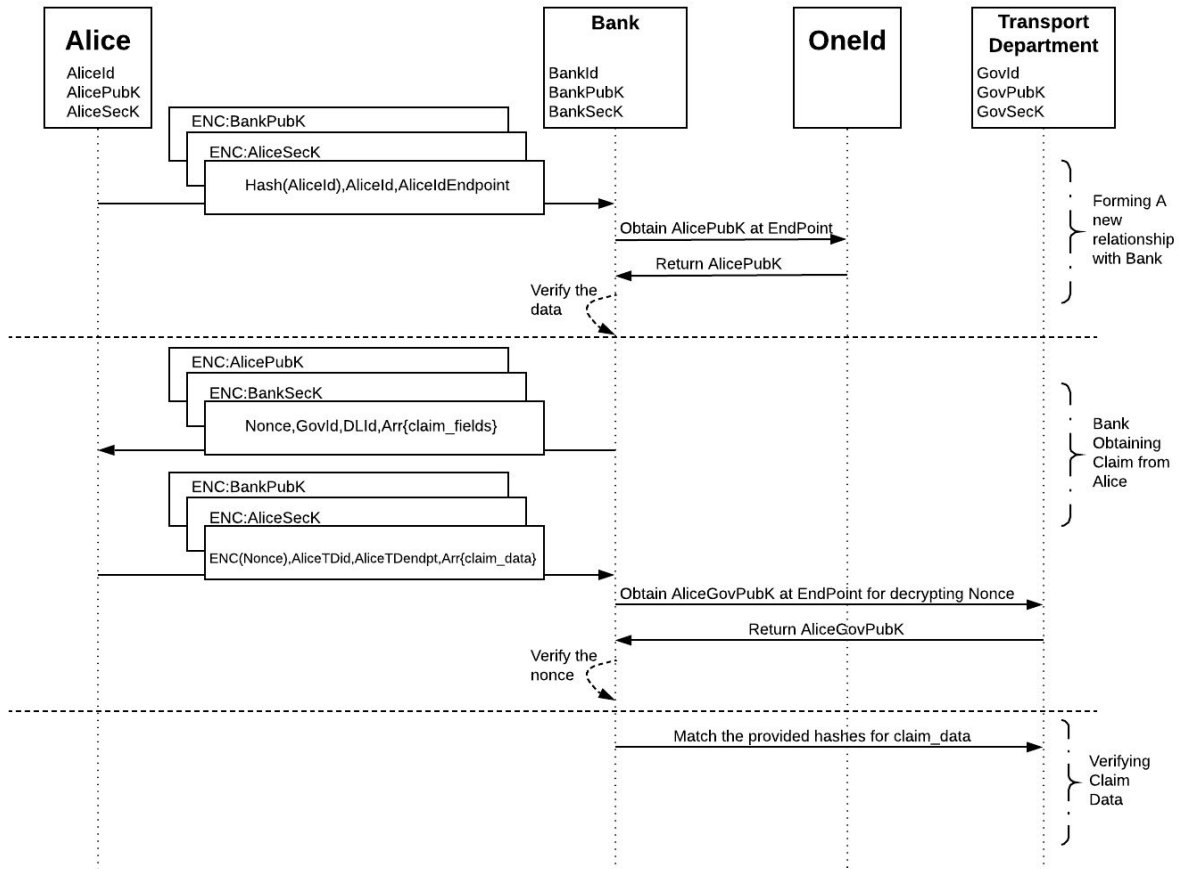 Alice
AliceId
AlicePubK
AliceSecK
Bank
BankId
BankPubK
BankSecK
OneId
Transport
Department
GovId
GovPubK
GovSecK
ENC:BankPubK
ENC:AliceSecK
Hash(AliceId),AliceId,AliceIdEndpoint
Forming A
new
relationship
with Bank
Obtain AlicePubK at EndPoint
Return AlicePubK
Verify the
data
ENC:AlicePubK
ENC:BankSecK
Nonce,GovId,DLId,Arr{claim_fields}
Bank
Obtaining
Claim from
Alice
ENC:BankPubK
ENC:AliceSecK
ENC(Nonce),AliceTDid,AliceTDendpt,Arr{claim_data}
Obtain AliceGovPubK at EndPoint for decrypting Nonce
Return AliceGovPubK
Verify the
nonce
Match the provided hashes for claim_data
Verifying
Claim
Data